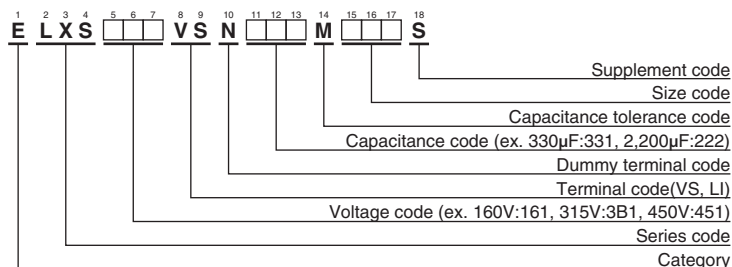 1 2 3 4 5 6 7 8 9 10 11 12 13 14 15 16 17 18
E LXS VS N M S
Supplement code
Size code
Capacitance tolerance code
Capacitance code (ex. 330µF:331, 2,200µF:222)
Dummy terminal code
Terminal code(VS, LI)
Voltage code (ex. 160V:161, 315V:3B1, 450V:451)
Series code
Category